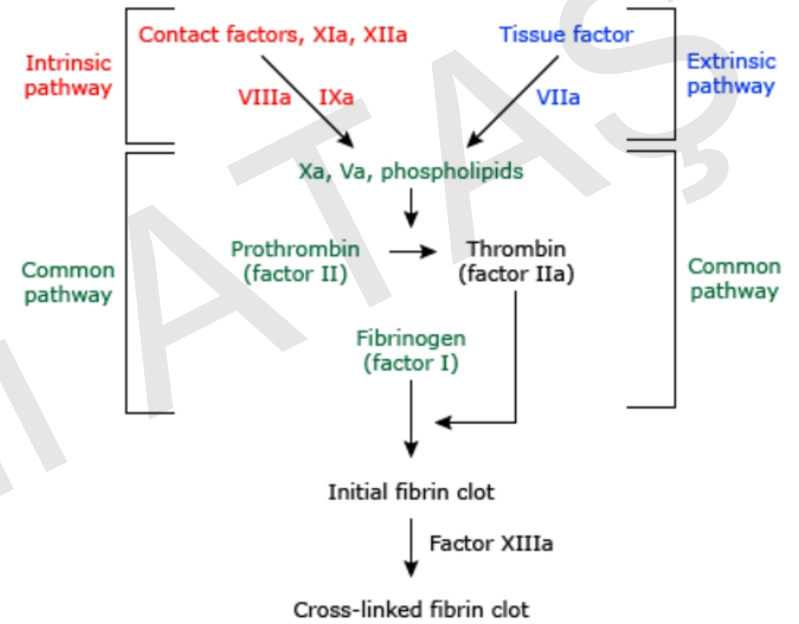 Contact factors, XIa, XIIa
Tissue factor
Intrinsic
pathway
Extrinsic
pathway
VIIIa IXa
VIIa
Xa, Va, phospholipids
Prothrombin
(factor II)
Thrombin
(factor IIa)
Common
pathway
Common
pathway
Fibrinogen
(factor I)
Initial fibrin clot
Factor XIIIa
Cross-linked fibrin clot
ATAŞ